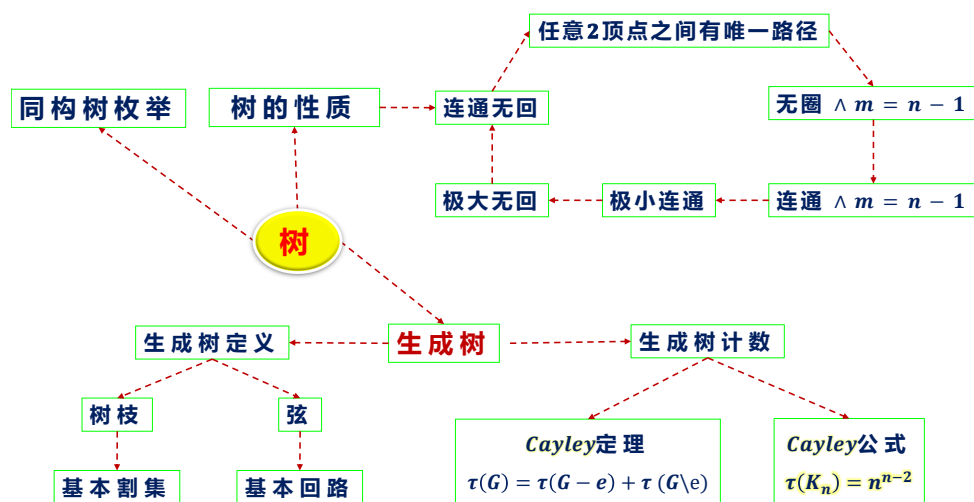 任意2顶点之间有唯一路径
同构树枚举
树的性质
连通无回
无圈 ∧ m = n − 1
极大无回
极小连通
连通 ∧ m = n − 1
树
生成树定义
生成树
生成树计数
树枝
弦
基本割集
基本回路
Cayley定理
τ(G) = τ(G − e) + τ (G\e)
Cayley公式
τ(Kₙ) = nⁿ⁻²